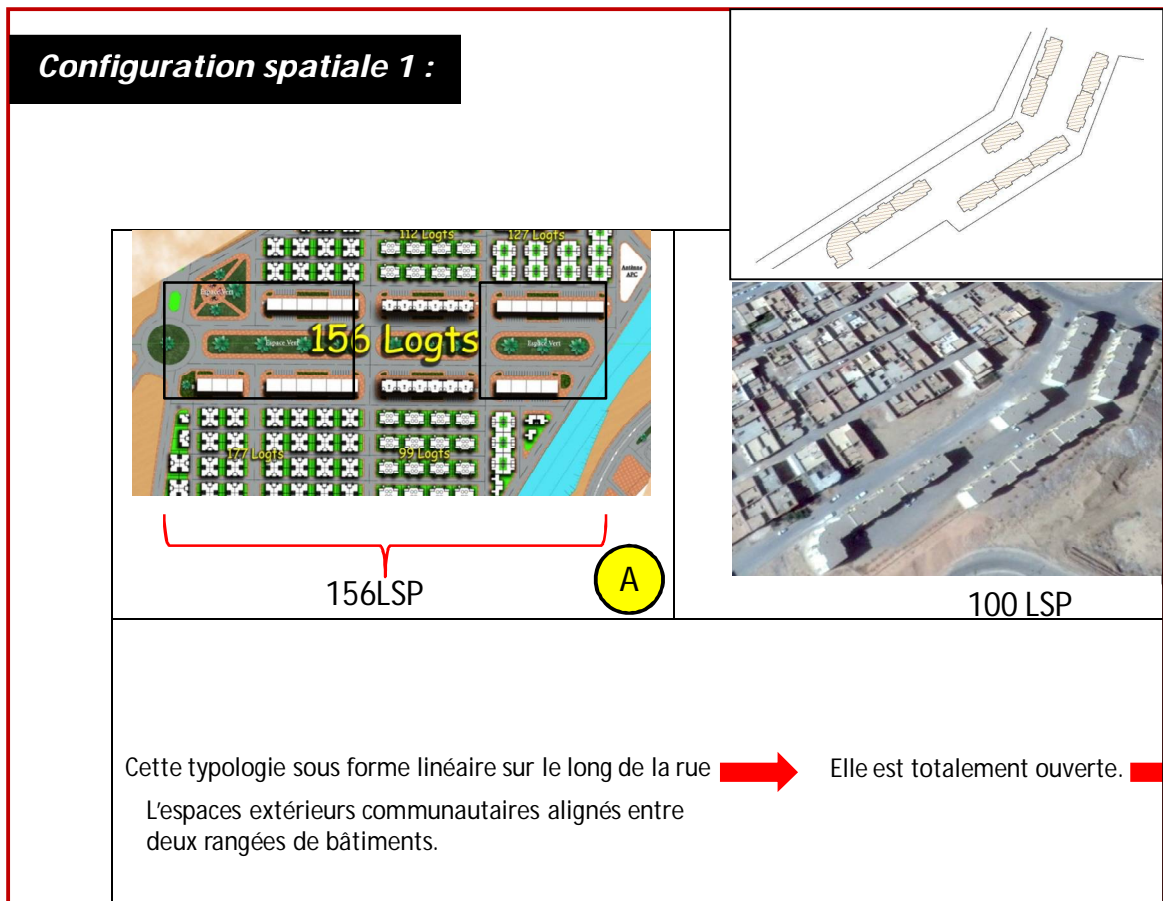 Configuration spatiale 1 :
112 Logts
127 Logts
Antenne
APC
Espace Vert
156 Logts
Espace Vert
Espace Vert
177 Logts
99 Logts
156LSP
A
100 LSP
Cette typologie sous forme linéaire sur le long de la rue
Elle est totalement ouverte.
L'espaces extérieurs communautaires alignés entre
deux rangées de bâtiments.